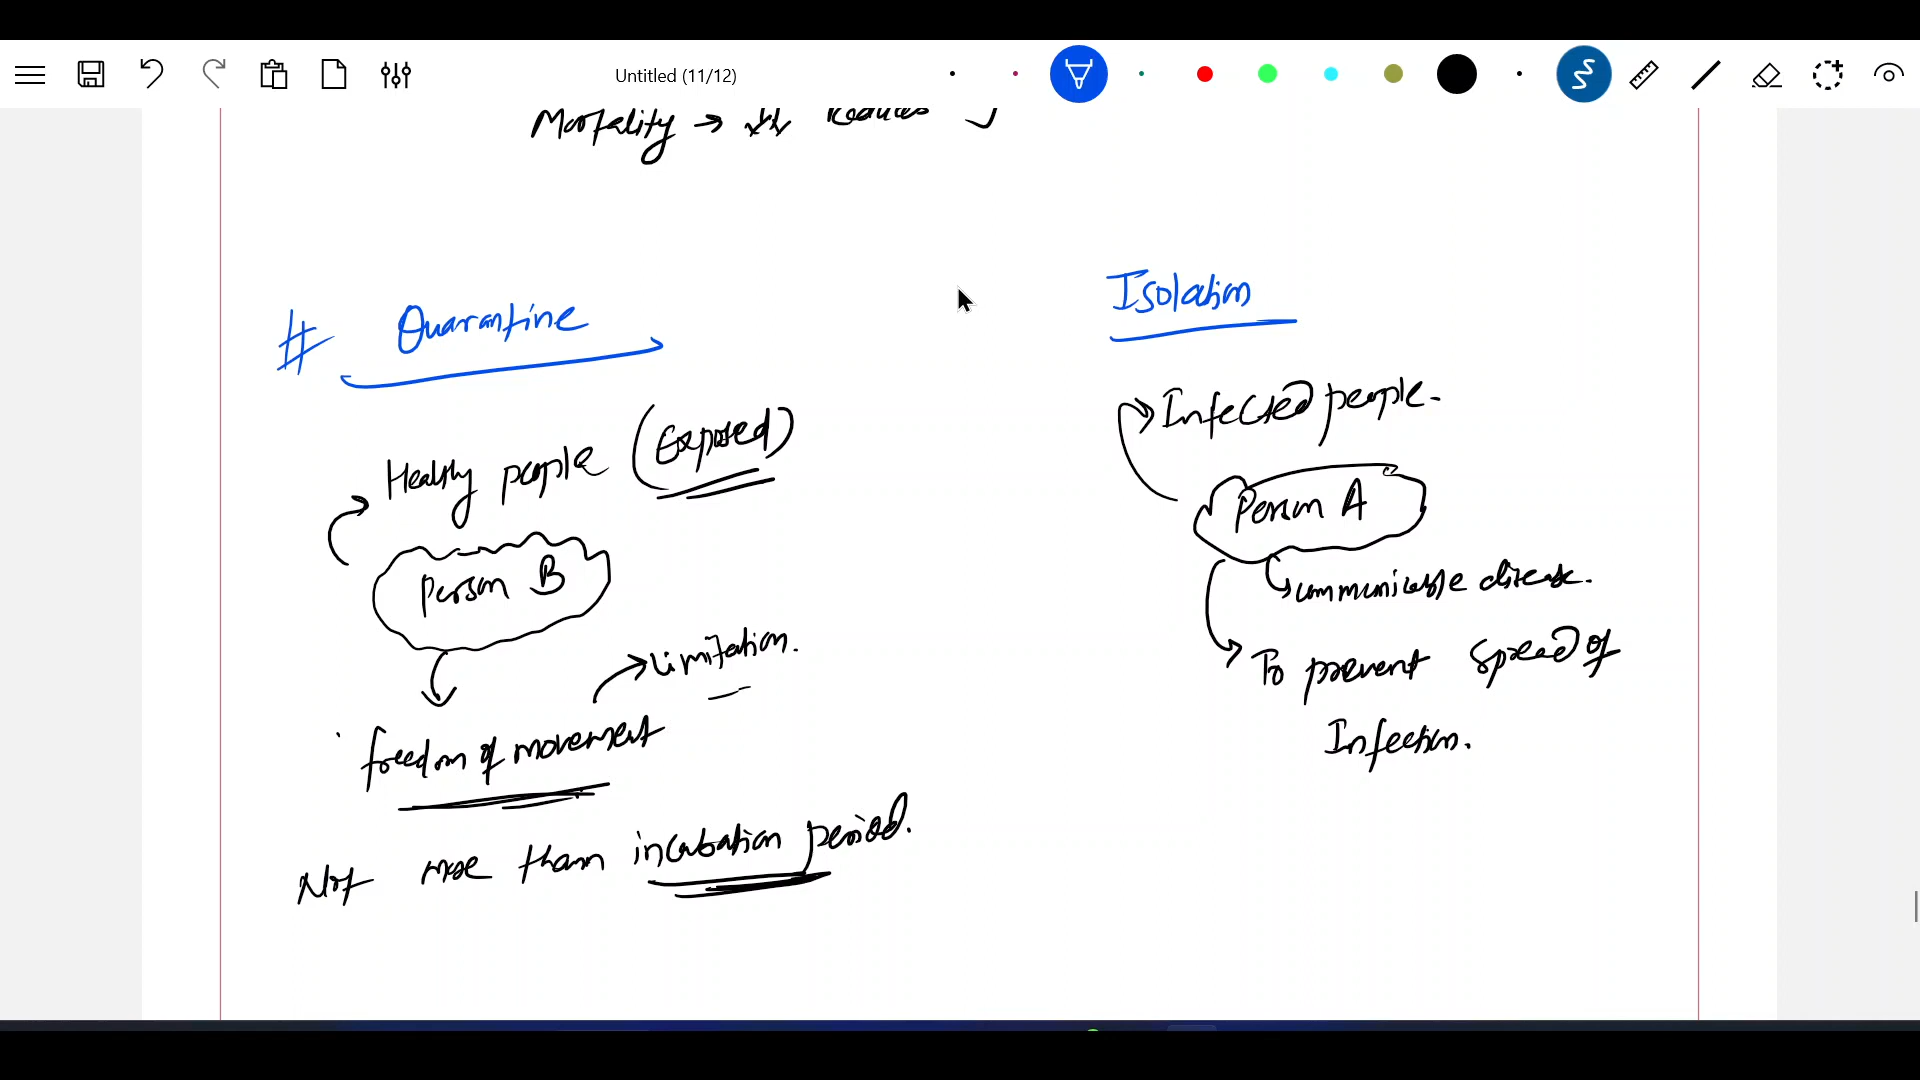 Untitled (11/12)
Mortality → ↓↓ Reduces
# Quarantine
Healthy people (Exposed)
Person B
→ Limitation.
freedom of movement
Not more than incubation period.
Isolation
→ Infected people.
Person A
→ communicable disease.
→ To prevent spread of
Infection.